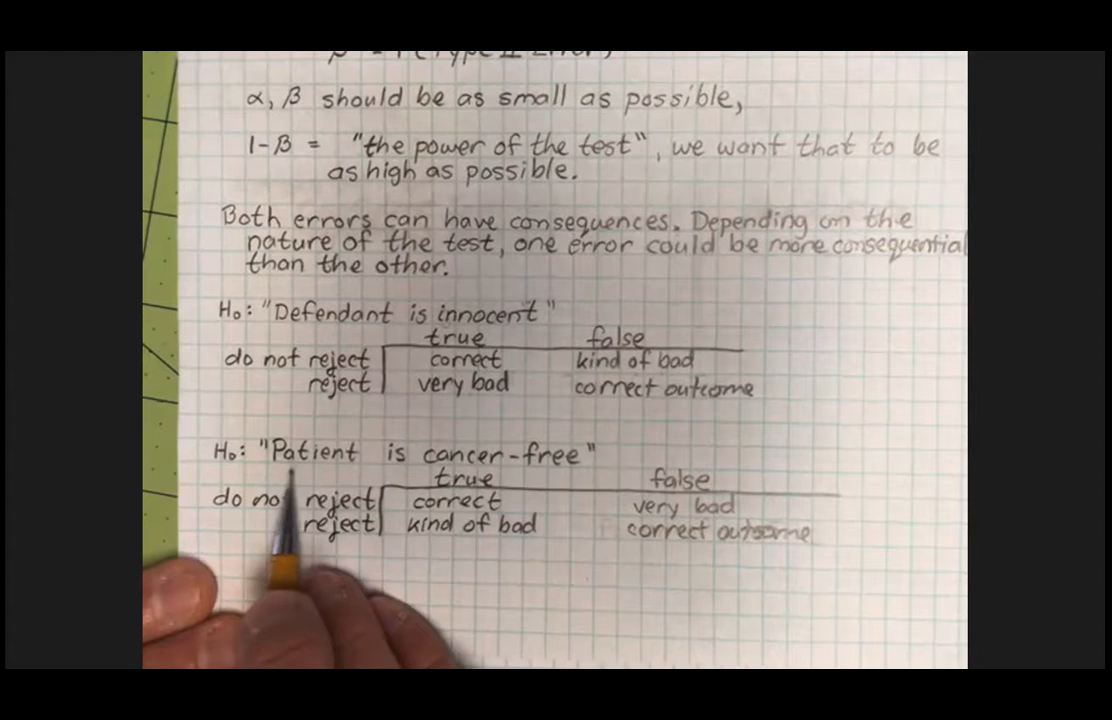 α, β should be as small as possible,
1-β = "the power of the test", we want that to be
as high as possible.
Both errors can have consequences. Depending on the
nature of the test, one error could be more consequential
than the other.
H₀: "Defendant is innocent"
true false
do not reject correct kind of bad
reject very bad correct outcome
H₀: "Patient is cancer-free"
true false
do no reject correct very bad
reject kind of bad correct outcome